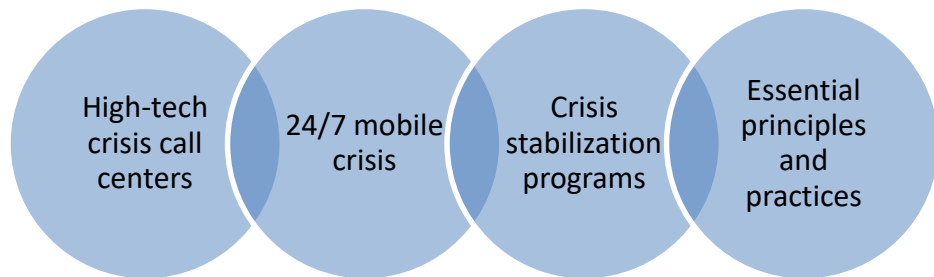 High-tech
crisis call
centers
24/7 mobile
crisis
Crisis
stabilization
programs
Essential
principles
and
practices